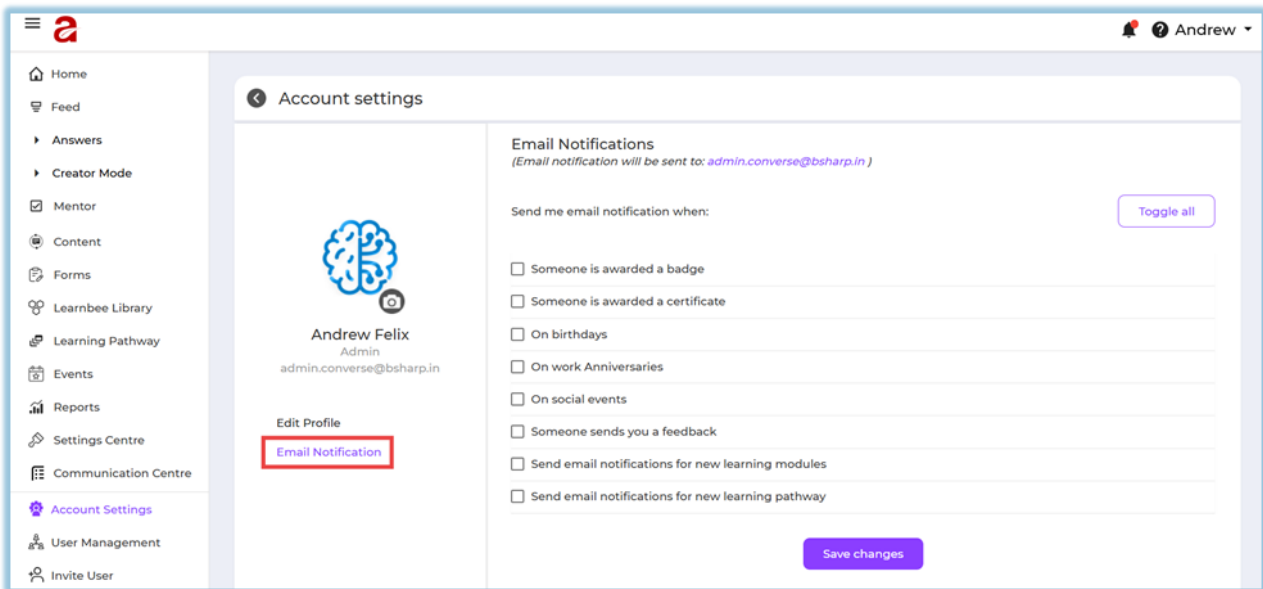 a
Andrew
Home
Feed
Answers
Creator Mode
Mentor
Content
Forms
Learnbee Library
Learning Pathway
Events
Reports
Settings Centre
Communication Centre
Account Settings
User Management
Invite User
Account settings
Andrew Felix
Admin
admin.converse@bsharp.in
Edit Profile
Email Notification
Email Notifications
(Email notification will be sent to: admin.converse@bsharp.in )
Send me email notification when:
Toggle all
Someone is awarded a badge
Someone is awarded a certificate
On birthdays
On work Anniversaries
On social events
Someone sends you a feedback
Send email notifications for new learning modules
Send email notifications for new learning pathway
Save changes